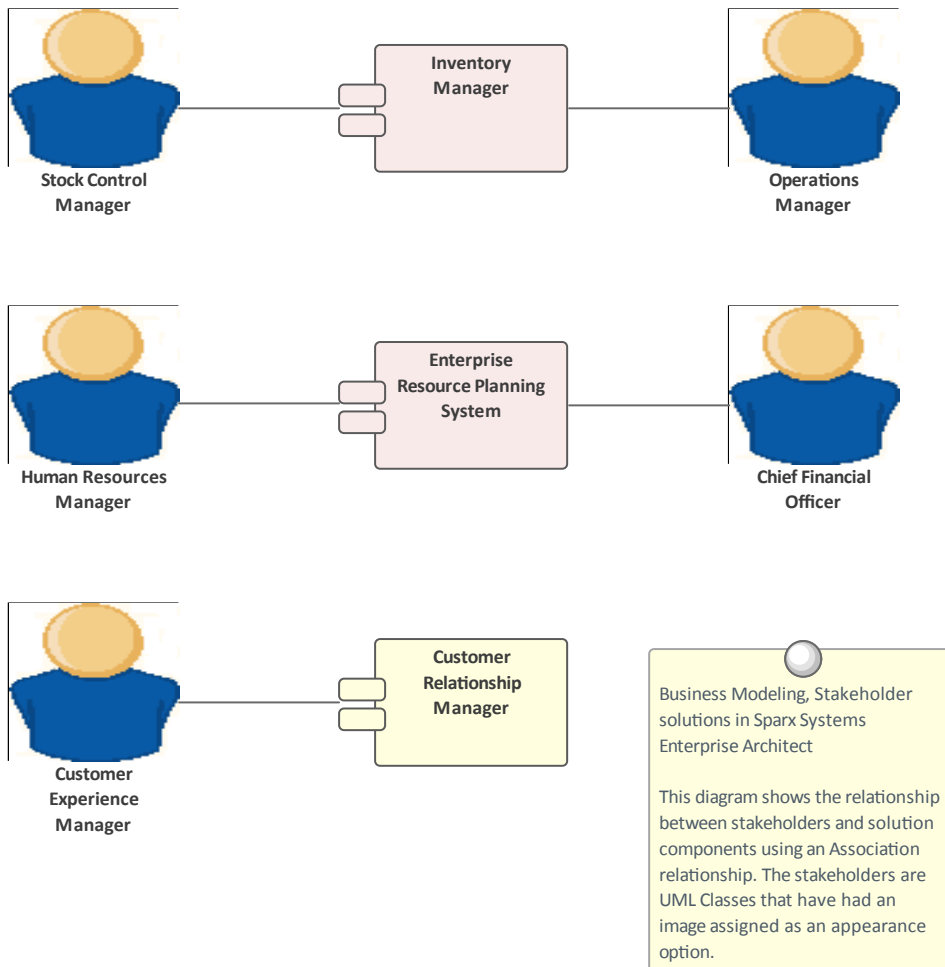 Inventory
Manager
Stock Control
Manager
Operations
Manager
Enterprise
Resource Planning
System
Human Resources
Manager
Chief Financial
Officer
Customer
Relationship
Manager
Customer
Experience
Manager
Business Modeling, Stakeholder
solutions in Sparx Systems
Enterprise Architect
This diagram shows the relationship
between stakeholders and solution
components using an Association
relationship. The stakeholders are
UML Classes that have had an
image assigned as an appearance
option.